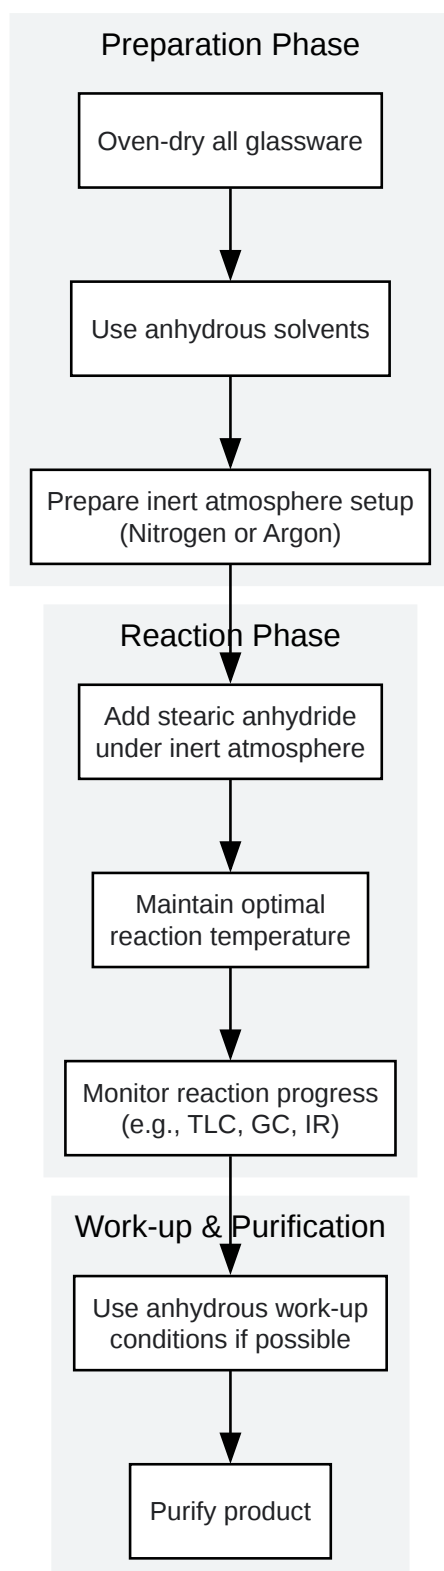 Preparation Phase
Oven-dry all glassware
Use anhydrous solvents
Prepare inert atmosphere setup
(Nitrogen or Argon)
Reaction Phase
Add stearic anhydride
under inert atmosphere
Maintain optimal
reaction temperature
Monitor reaction progress
(e.g., TLC, GC, IR)
Work-up & Purification
Use anhydrous work-up
conditions if possible
Purify product